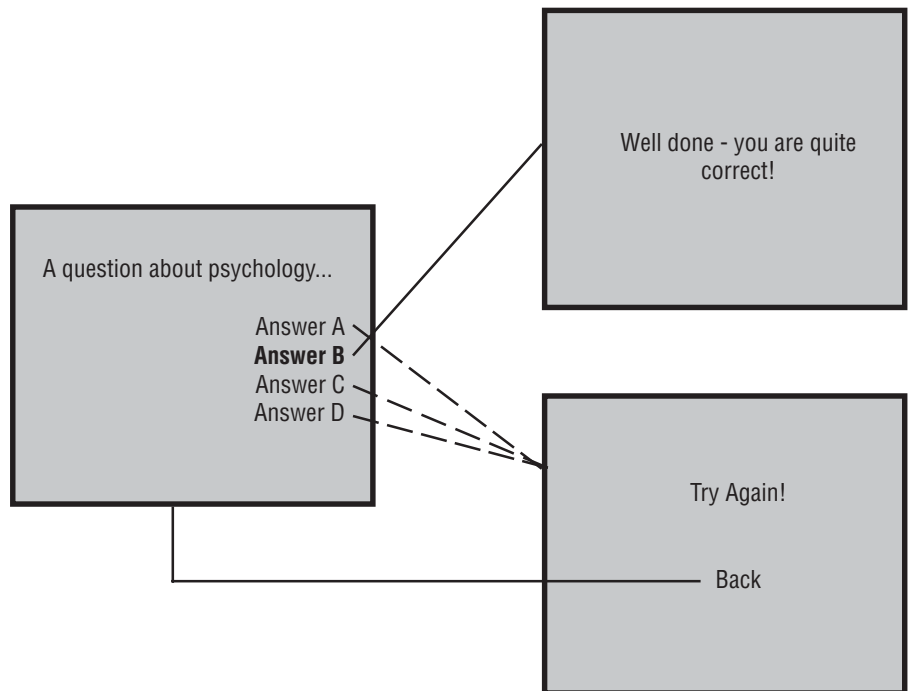 Well done - you are quite
correct!
A question about psychology...
Answer A
Answer B
Answer C
Answer D
Try Again!
Back